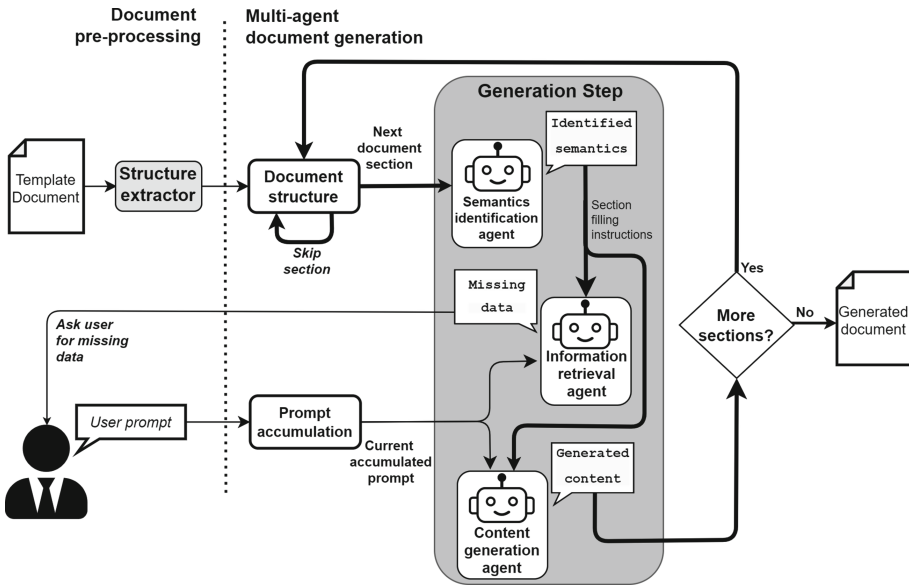 Document
pre-processing
Multi-agent
document generation
Generation Step
Template
Document
Structure
extractor
Document
structure
Skip
section
Next
document
section
Semantics
identification
agent
Identified
semantics
Section
filling
instructions
Missing
data
Information
retrieval
agent
Ask user
for missing
data
User prompt
Prompt
accumulation
Current
accumulated
prompt
Generated
content
Content
generation
agent
More
sections?
Yes
No
Generated
document